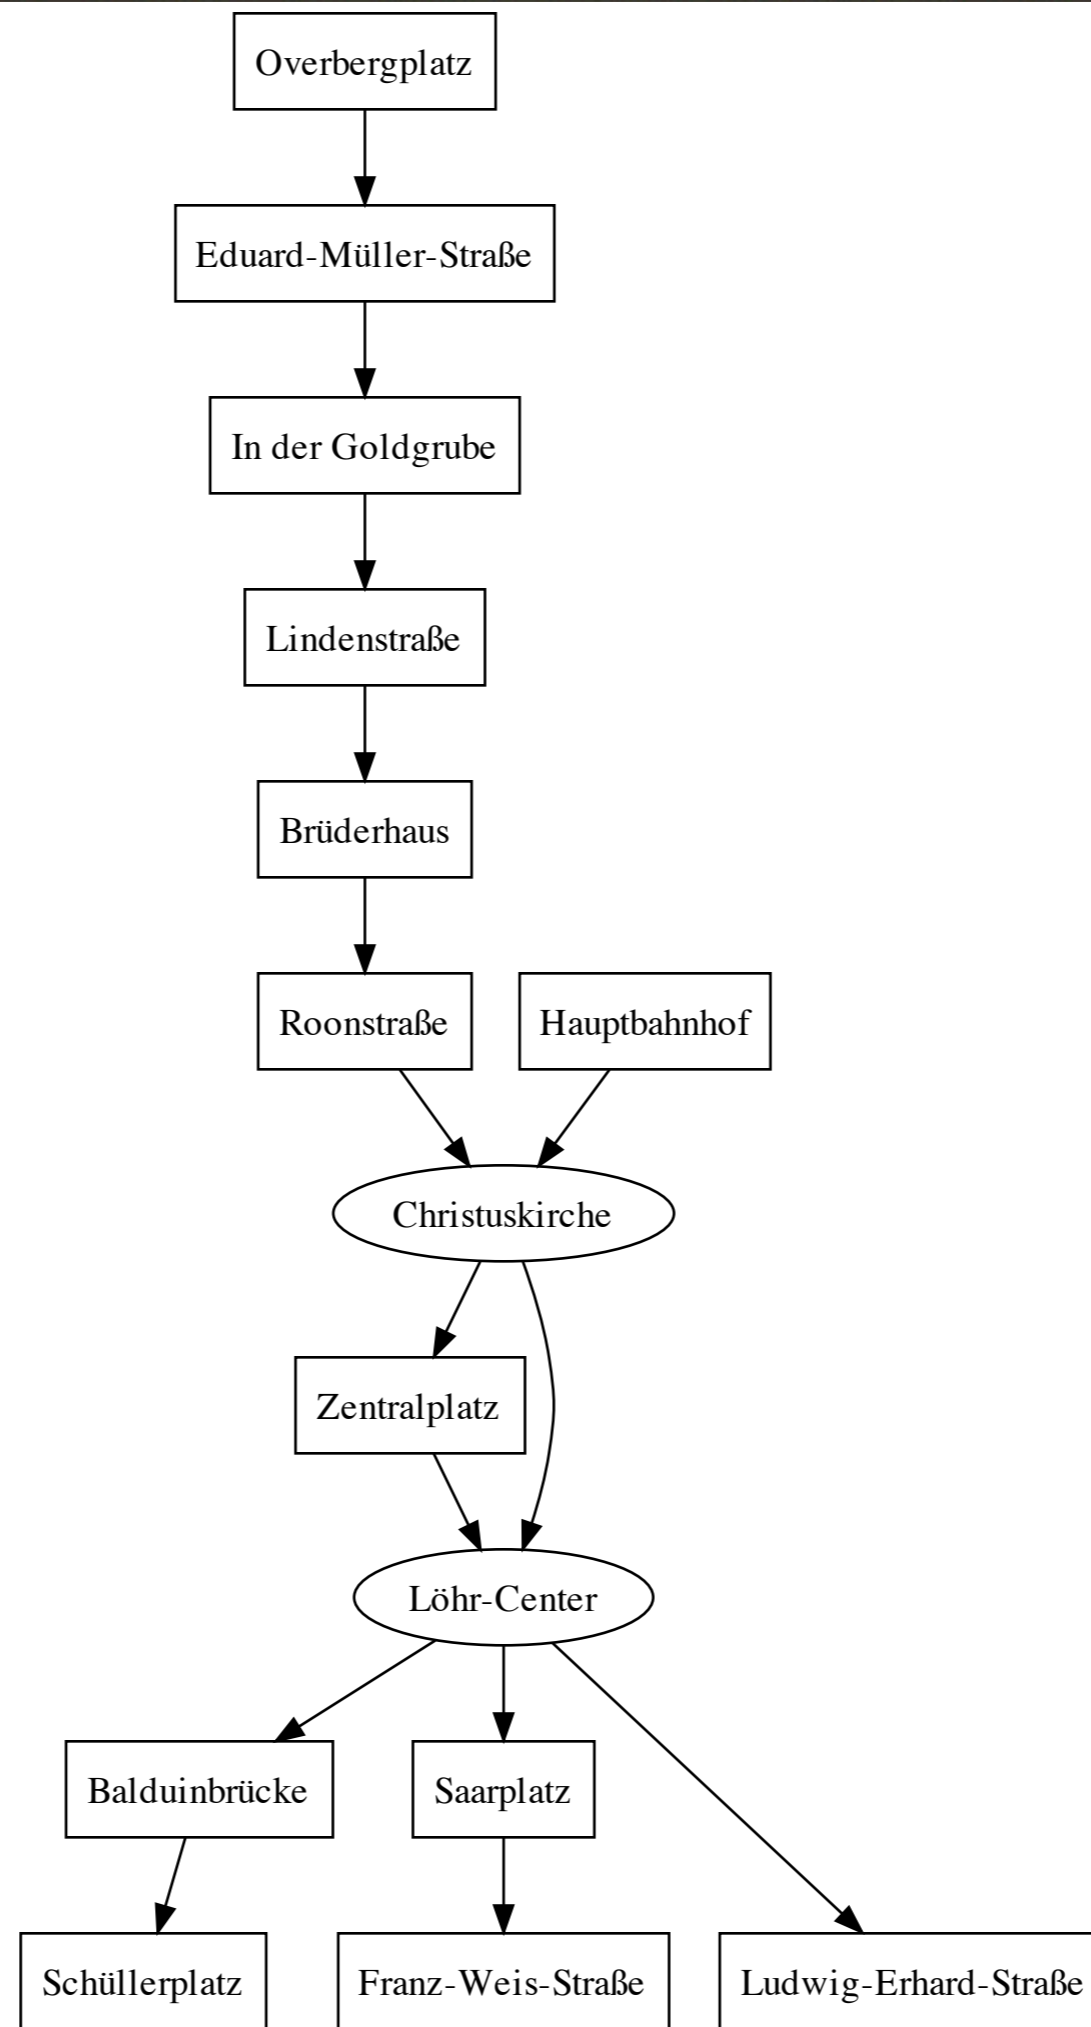 Overbergplatz
Eduard-Müller-Straße
In der Goldgrube
Lindenstraße
Brüderhaus
Roonstraße
Hauptbahnhof
Christuskirche
Zentralplatz
Löhr-Center
Balduinbrücke
Saarplatz
Schüllerplatz
Franz-Weis-Straße
Ludwig-Erhard-Straße